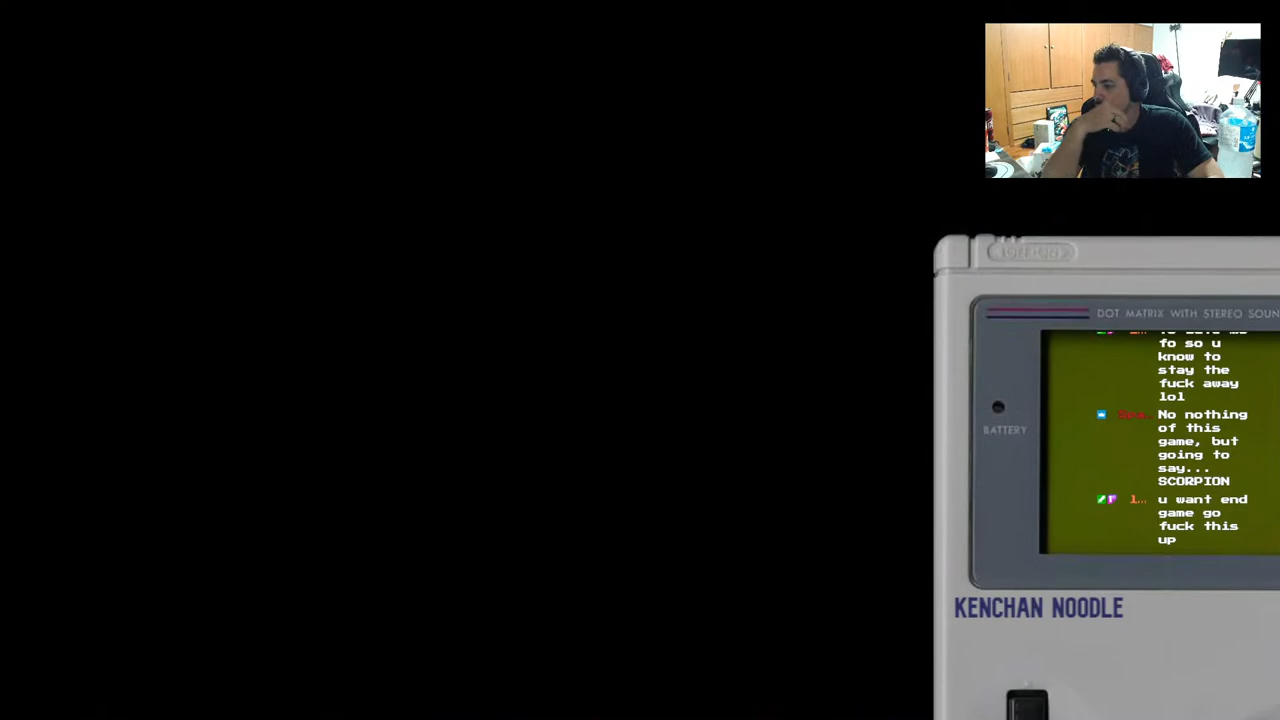 DOT MATRIX WITH STEREO SOUN
fo so u
know to
stay the
fuck away
lol
BATTERY
No nothing
of this
game, but
going to
say...
SCORPION
1... u want end
game go
fuck this
up
KENCHAN NOODLE